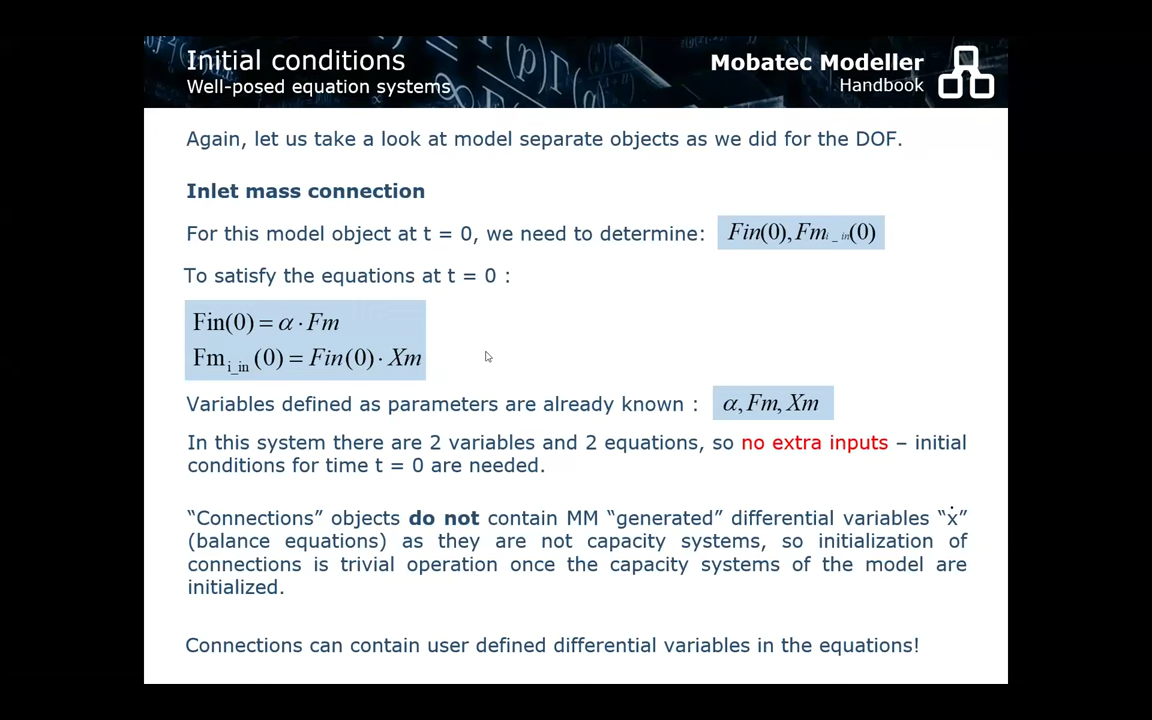 Initial conditions
Well-posed equation systems
Mobatec Modeller
Handbook
Again, let us take a look at model separate objects as we did for the DOF.
Inlet mass connection
For this model object at t = 0, we need to determine: Fin(0), Fm_{i_in}(0)
To satisfy the equations at t = 0 :
Fin(0) = α · Fm
Fm_{i_in}(0) = Fin(0) · Xm
Variables defined as parameters are already known : α, Fm, Xm
In this system there are 2 variables and 2 equations, so no extra inputs – initial
conditions for time t = 0 are needed.
“Connections” objects do not contain MM “generated” differential variables “ẋ”
(balance equations) as they are not capacity systems, so initialization of
connections is trivial operation once the capacity systems of the model are
initialized.
Connections can contain user defined differential variables in the equations!